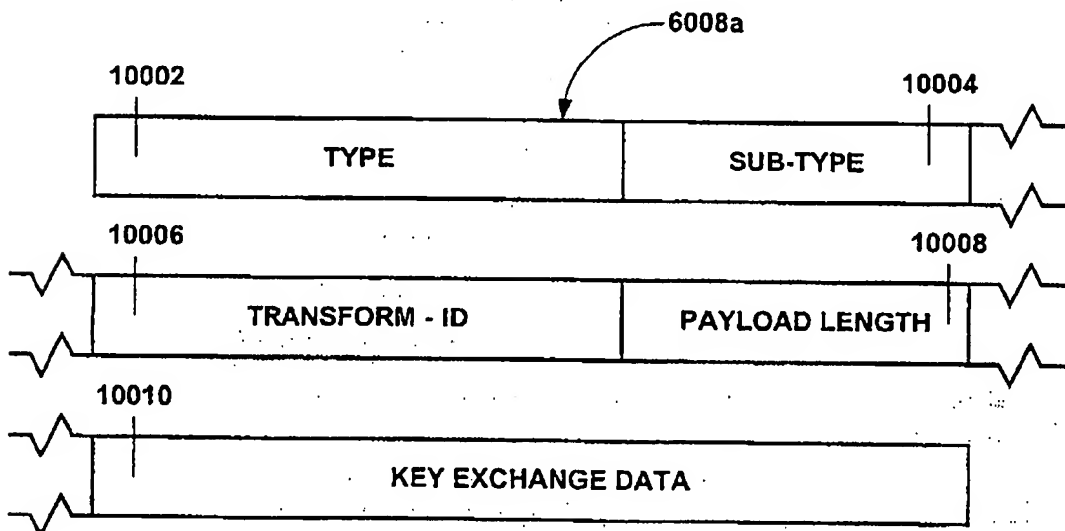 6008a
10002
10004
TYPE
SUB-TYPE
10006
10008
TRANSFORM - ID
PAYLOAD LENGTH
10010
KEY EXCHANGE DATA